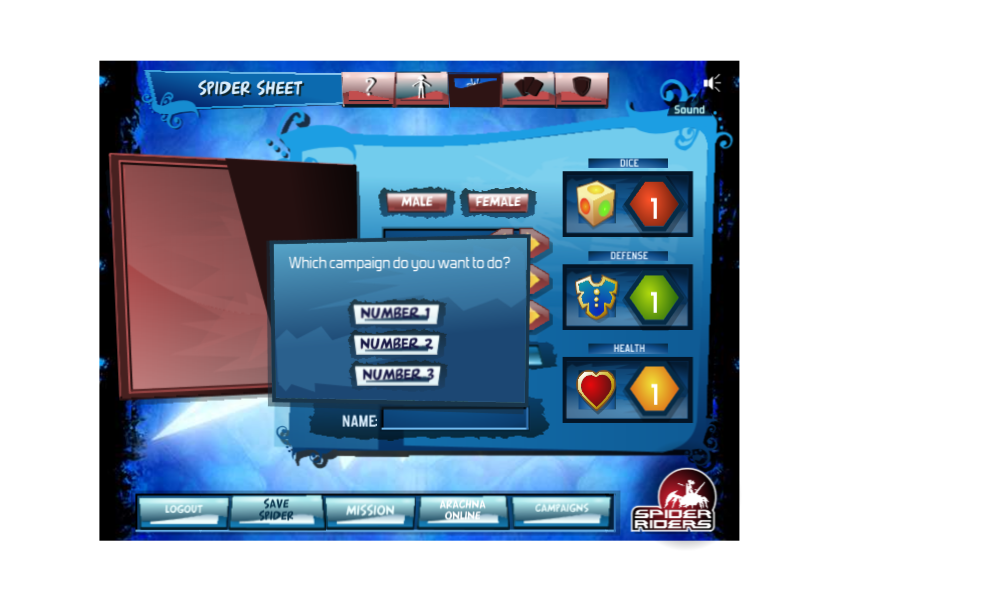 SPIDER SHEET
?
Sound
DICE
MALE
FEMALE
1
DEFENSE
Which campaign do you want to do?
1
NUMBER 1
NUMBER 2
HEALTH
NUMBER 3
1
NAME:
LOGOUT
SAVE
SPIDER
MISSION
ARACHNA
ONLINE
CAMPAIGNS
SPIDER
RIDERS